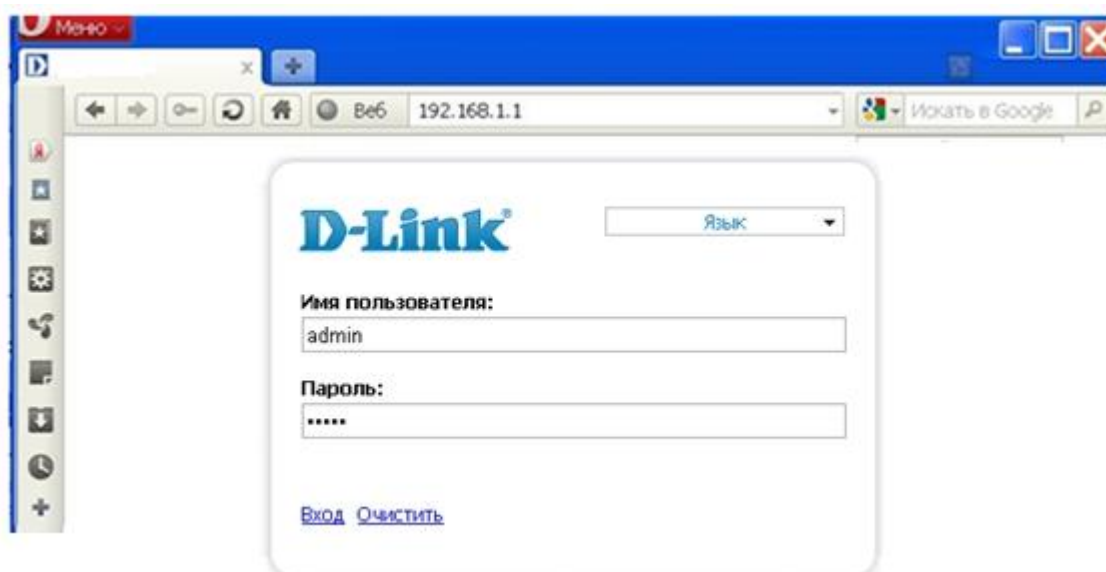 Меню
Веб 192.168.1.1 Искать в Google
D-Link®
Язык
Имя пользователя:
admin
Пароль:
•••••
Вход Очистить